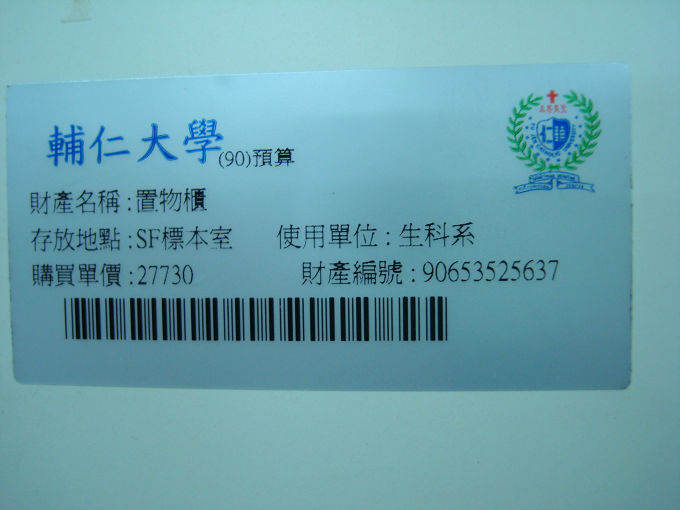 輔仁大學(90)預算
財產名稱:置物櫃
存放地點:SF標本室 使用單位:生科系
購買單價:27730 財產編號:90653525637